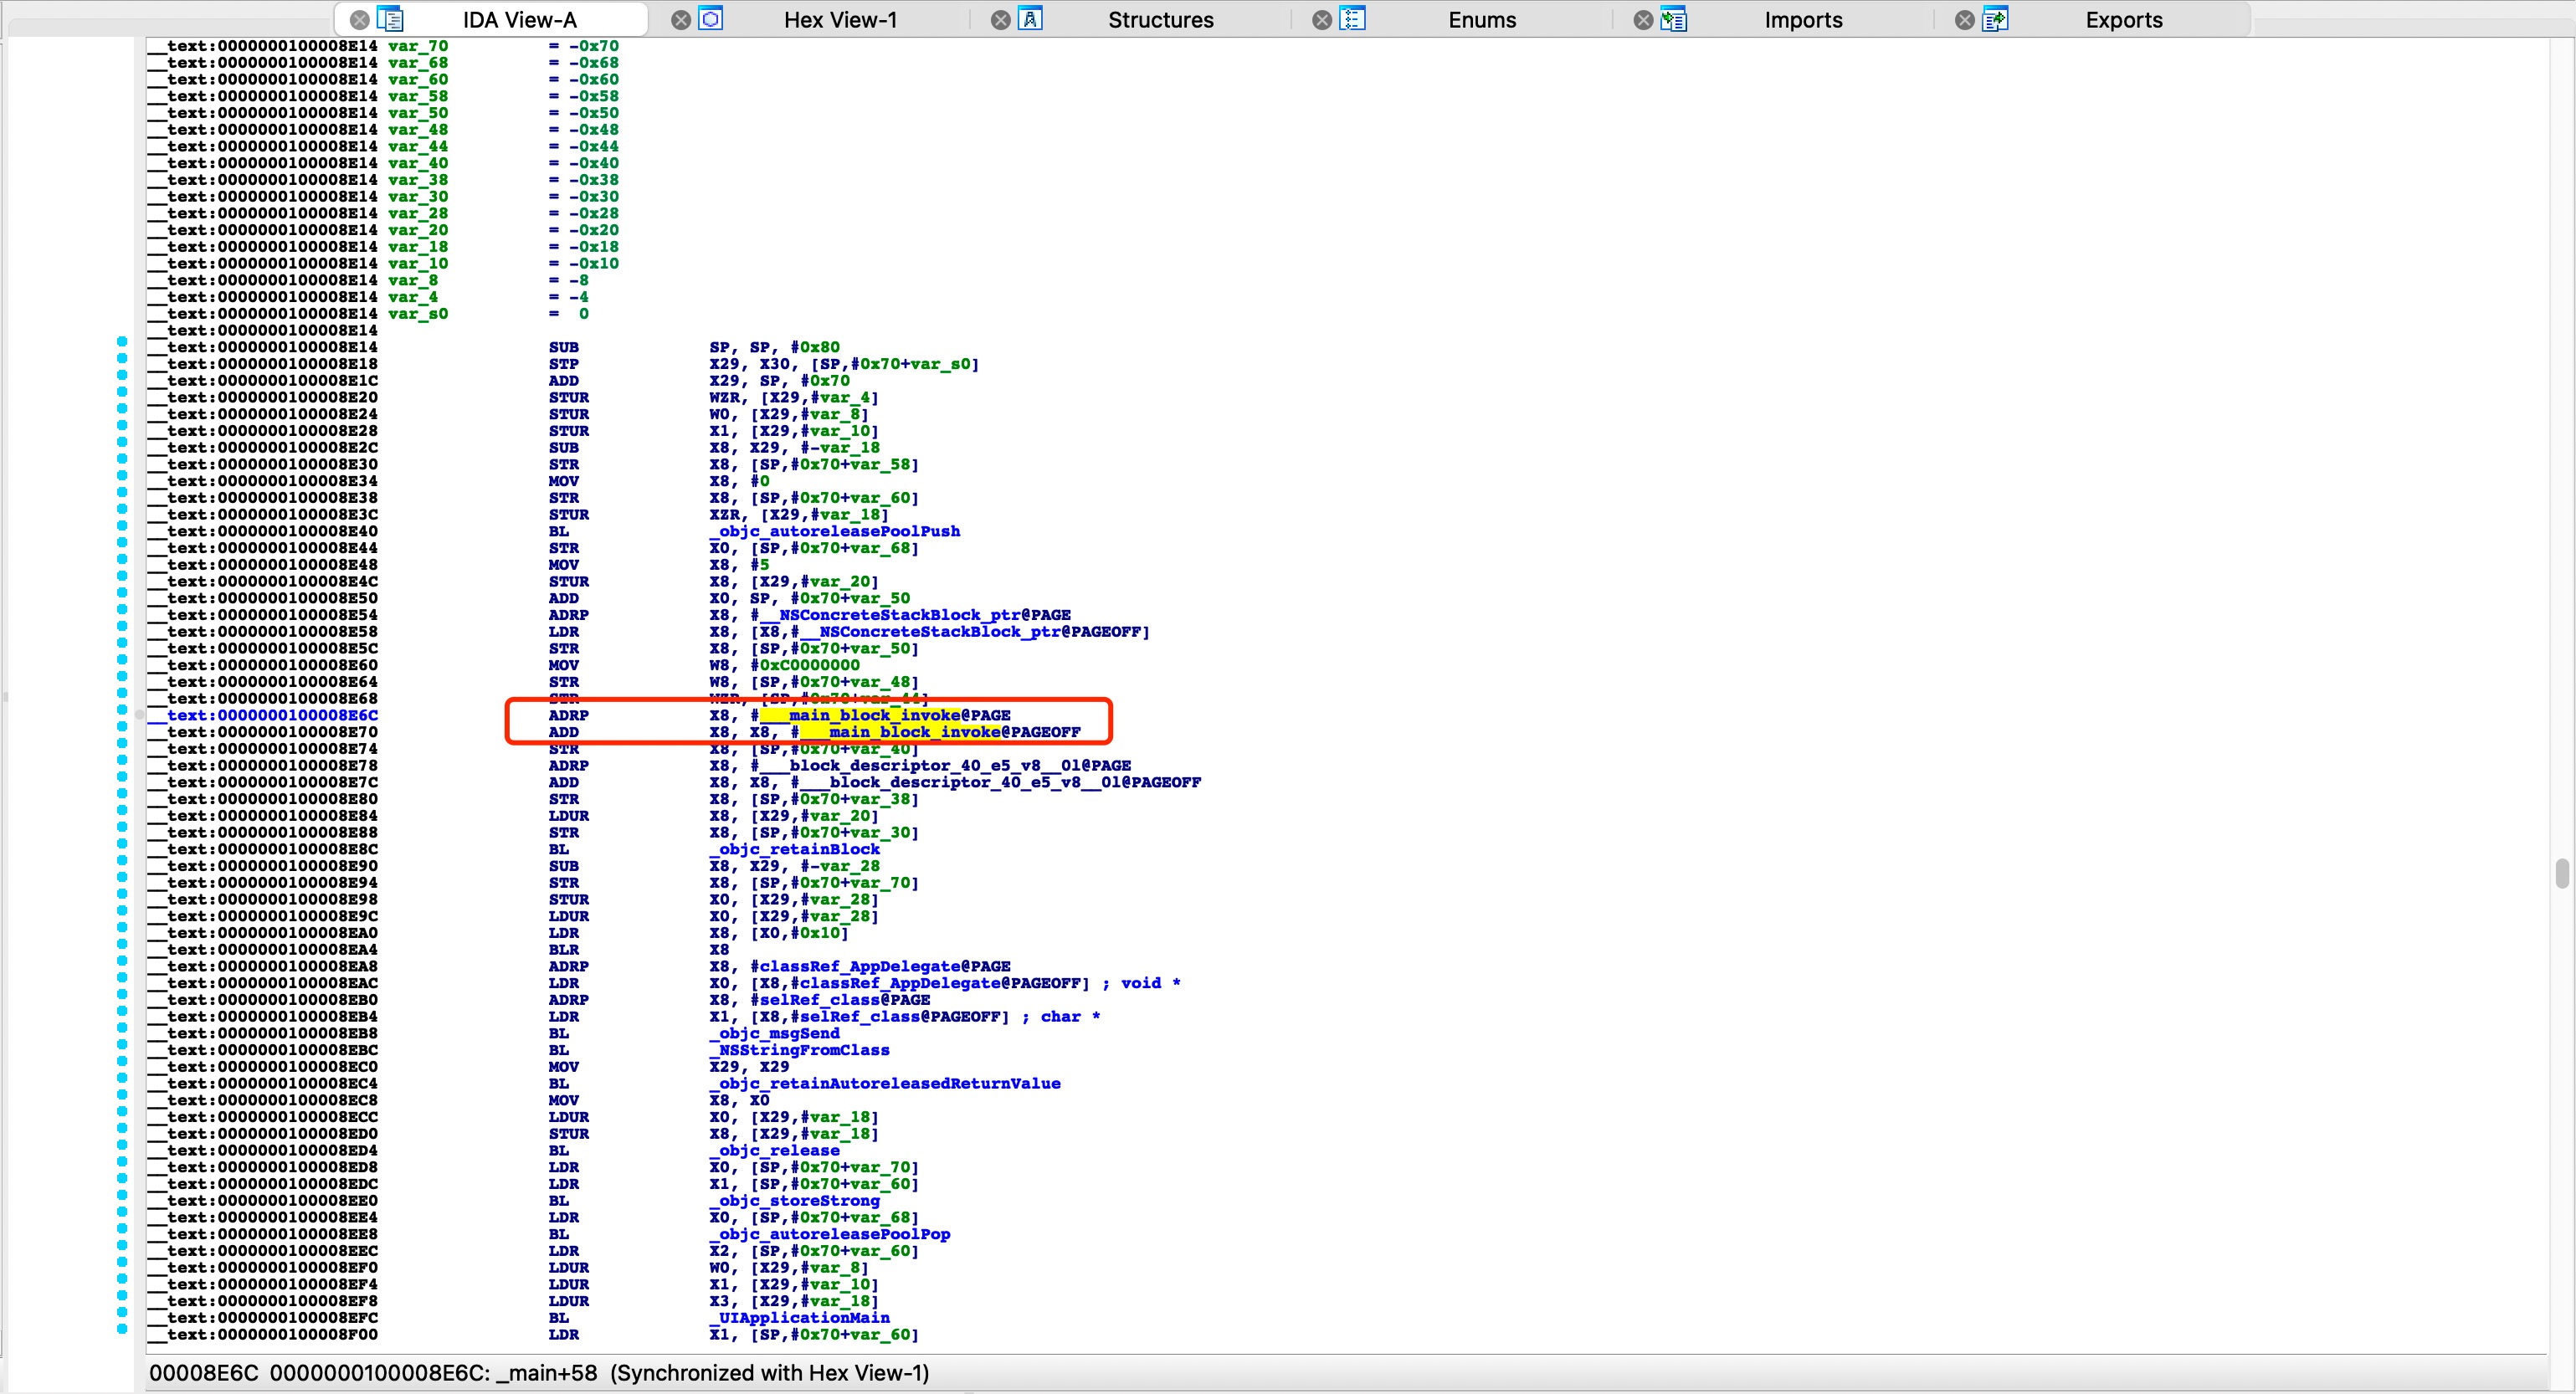 IDA View-A Hex View-1 Structures Enums Imports Exports
__text:0000000100008E14 var_70 = -0x70
__text:0000000100008E14 var_68 = -0x68
__text:0000000100008E14 var_60 = -0x60
__text:0000000100008E14 var_58 = -0x58
__text:0000000100008E14 var_50 = -0x50
__text:0000000100008E14 var_48 = -0x48
__text:0000000100008E14 var_44 = -0x44
__text:0000000100008E14 var_40 = -0x40
__text:0000000100008E14 var_38 = -0x38
__text:0000000100008E14 var_30 = -0x30
__text:0000000100008E14 var_28 = -0x28
__text:0000000100008E14 var_20 = -0x20
__text:0000000100008E14 var_18 = -0x18
__text:0000000100008E14 var_10 = -0x10
__text:0000000100008E14 var_8 = -8
__text:0000000100008E14 var_4 = -4
__text:0000000100008E14 var_s0 = 0
__text:0000000100008E14
__text:0000000100008E14 SUB SP, SP, #0x80
__text:0000000100008E18 STP X29, X30, [SP,#0x70+var_s0]
__text:0000000100008E1C ADD X29, SP, #0x70
__text:0000000100008E20 STUR WZR, [X29,#var_4]
__text:0000000100008E24 STUR W0, [X29,#var_8]
__text:0000000100008E28 STUR X1, [X29,#var_10]
__text:0000000100008E2C SUB X8, X29, #-var_18
__text:0000000100008E30 STR X8, [SP,#0x70+var_58]
__text:0000000100008E34 MOV X8, #0
__text:0000000100008E38 STR X8, [SP,#0x70+var_60]
__text:0000000100008E3C STUR XZR, [X29,#var_18]
__text:0000000100008E40 BL _objc_autoreleasePoolPush
__text:0000000100008E44 STR X0, [SP,#0x70+var_68]
__text:0000000100008E48 MOV X8, #5
__text:0000000100008E4C STUR X8, [X29,#var_20]
__text:0000000100008E50 ADD X0, SP, #0x70+var_50
__text:0000000100008E54 ADRP X8, #__NSConcreteStackBlock_ptr@PAGE
__text:0000000100008E58 LDR X8, [X8,#__NSConcreteStackBlock_ptr@PAGEOFF]
__text:0000000100008E5C STR X8, [SP,#0x70+var_50]
__text:0000000100008E60 MOV W8, #0xC0000000
__text:0000000100008E64 STR W8, [SP,#0x70+var_48]
__text:0000000100008E68 STR WZR, [SP,#0x70+var_44]
__text:0000000100008E6C ADRP X8, #___main_block_invoke@PAGE
__text:0000000100008E70 ADD X8, X8, #___main_block_invoke@PAGEOFF
__text:0000000100008E74 STR X8, [SP,#0x70+var_40]
__text:0000000100008E78 ADRP X8, #___block_descriptor_40_e5_v8__0l@PAGE
__text:0000000100008E7C ADD X8, X8, #___block_descriptor_40_e5_v8__0l@PAGEOFF
__text:0000000100008E80 STR X8, [SP,#0x70+var_38]
__text:0000000100008E84 LDUR X8, [X29,#var_20]
__text:0000000100008E88 STR X8, [SP,#0x70+var_30]
__text:0000000100008E8C BL _objc_retainBlock
__text:0000000100008E90 SUB X8, X29, #-var_28
__text:0000000100008E94 STR X8, [SP,#0x70+var_70]
__text:0000000100008E98 STUR X0, [X29,#var_28]
__text:0000000100008E9C LDUR X0, [X29,#var_28]
__text:0000000100008EA0 LDR X8, [X0,#0x10]
__text:0000000100008EA4 BLR X8
__text:0000000100008EA8 ADRP X8, #classRef_AppDelegate@PAGE
__text:0000000100008EAC LDR X0, [X8,#classRef_AppDelegate@PAGEOFF] ; void *
__text:0000000100008EB0 ADRP X8, #selRef_class@PAGE
__text:0000000100008EB4 LDR X1, [X8,#selRef_class@PAGEOFF] ; char *
__text:0000000100008EB8 BL _objc_msgSend
__text:0000000100008EBC BL _NSStringFromClass
__text:0000000100008EC0 MOV X29, X29
__text:0000000100008EC4 BL _objc_retainAutoreleasedReturnValue
__text:0000000100008EC8 MOV X8, X0
__text:0000000100008ECC LDUR X0, [X29,#var_18]
__text:0000000100008ED0 STUR X8, [X29,#var_18]
__text:0000000100008ED4 BL _objc_release
__text:0000000100008ED8 LDR X0, [SP,#0x70+var_70]
__text:0000000100008EDC LDR X1, [SP,#0x70+var_60]
__text:0000000100008EE0 BL _objc_storeStrong
__text:0000000100008EE4 LDR X0, [SP,#0x70+var_68]
__text:0000000100008EE8 BL _objc_autoreleasePoolPop
__text:0000000100008EEC LDR X2, [SP,#0x70+var_60]
__text:0000000100008EF0 LDUR W0, [X29,#var_8]
__text:0000000100008EF4 LDUR X1, [X29,#var_10]
__text:0000000100008EF8 LDUR X3, [X29,#var_18]
__text:0000000100008EFC BL _UIApplicationMain
__text:0000000100008F00 LDR X1, [SP,#0x70+var_60]
00008E6C 0000000100008E6C: _main+58 (Synchronized with Hex View-1)